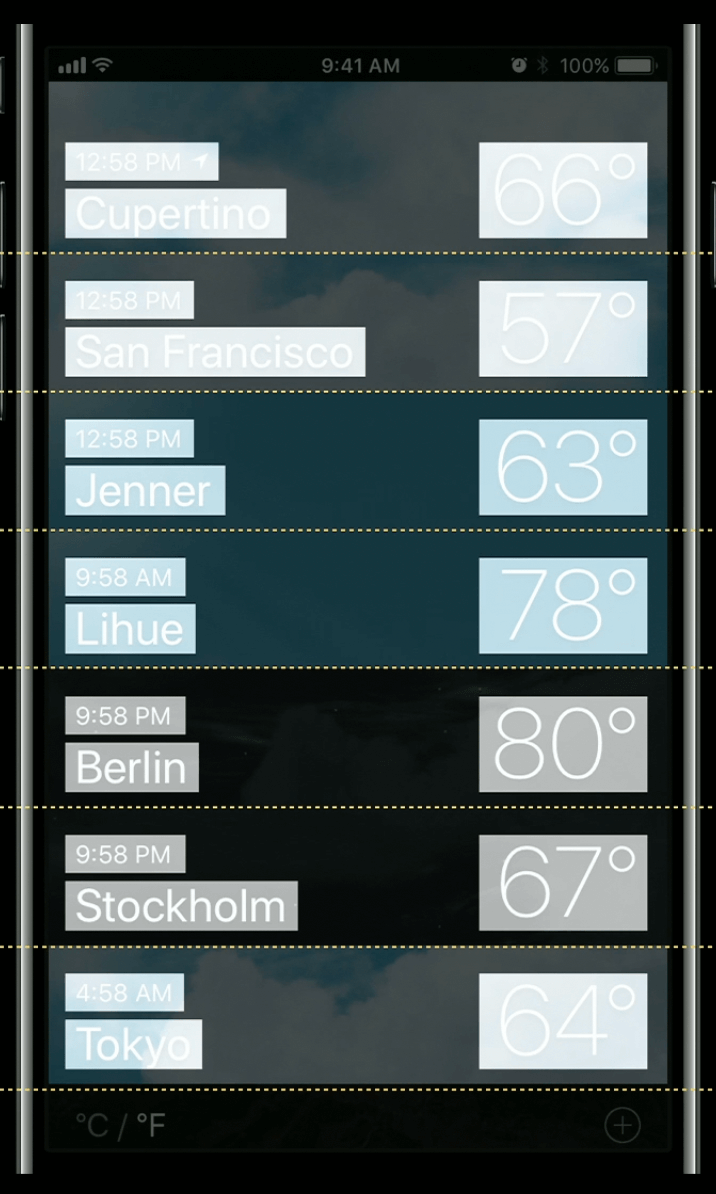 9:41 AM 100%
12:58 PM
Cupertino 66°
12:58 PM
San Francisco 57°
12:58 PM
Jenner 63°
9:58 AM
Lihue 78°
9:58 PM
Berlin 80°
9:58 PM
Stockholm 67°
4:58 AM
Tokyo 64°
°C / °F